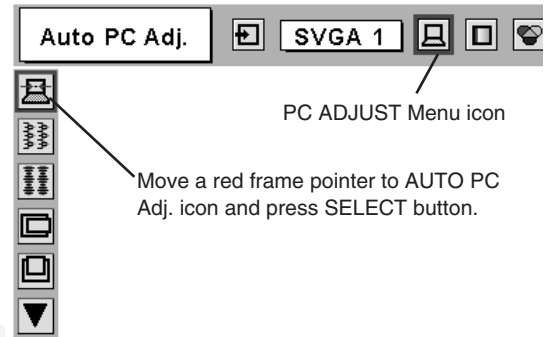 Auto PC Adj.
SVGA 1
PC ADJUST Menu icon
Move a red frame pointer to AUTO PC
Adj. icon and press SELECT button.